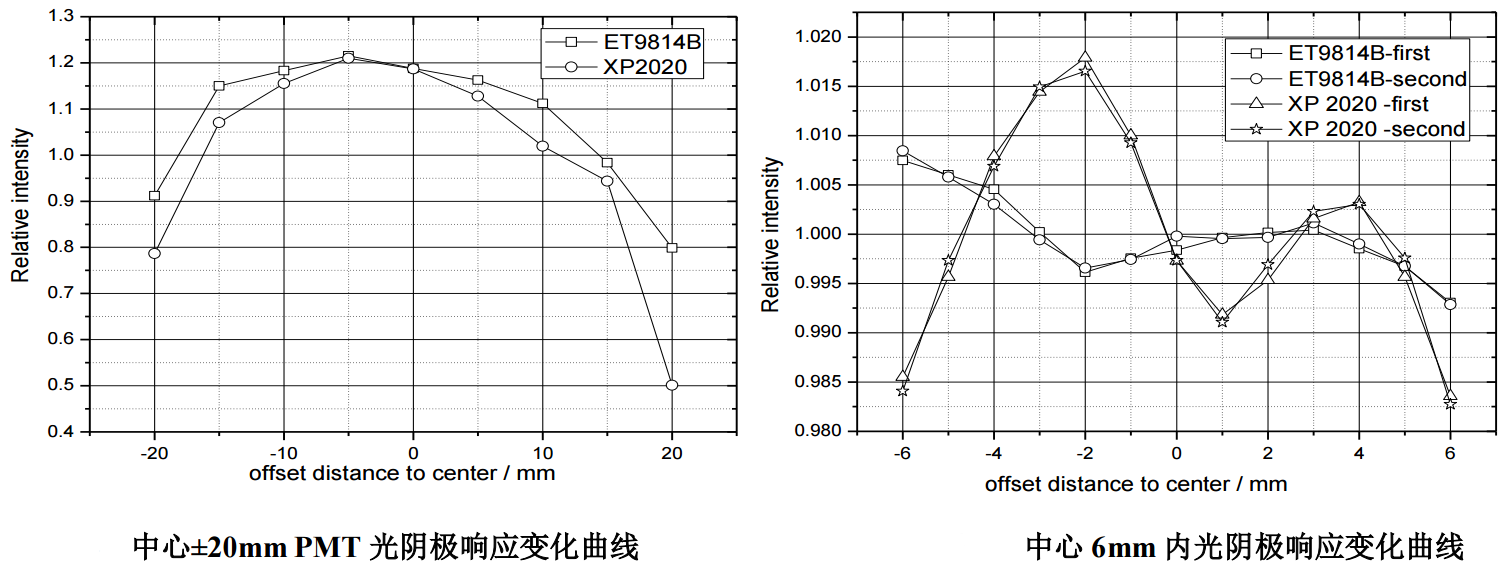 1.3
1.2
1.1
1.0
0.9
0.8
0.7
0.6
0.5
0.4
Relative intensity
ET9814B
XP2020
-20
-10
0
10
20
offset distance to center / mm
中心±20mm PMT 光阴极响应变化曲线
1.020
1.015
1.010
1.005
1.000
0.995
0.990
0.985
0.980
Relative intensity
ET9814B-first
ET9814B-second
XP 2020 -first
XP 2020 -second
-6
-4
-2
0
2
4
6
offset distance to center / mm
中心 6mm 内光阴极响应变化曲线